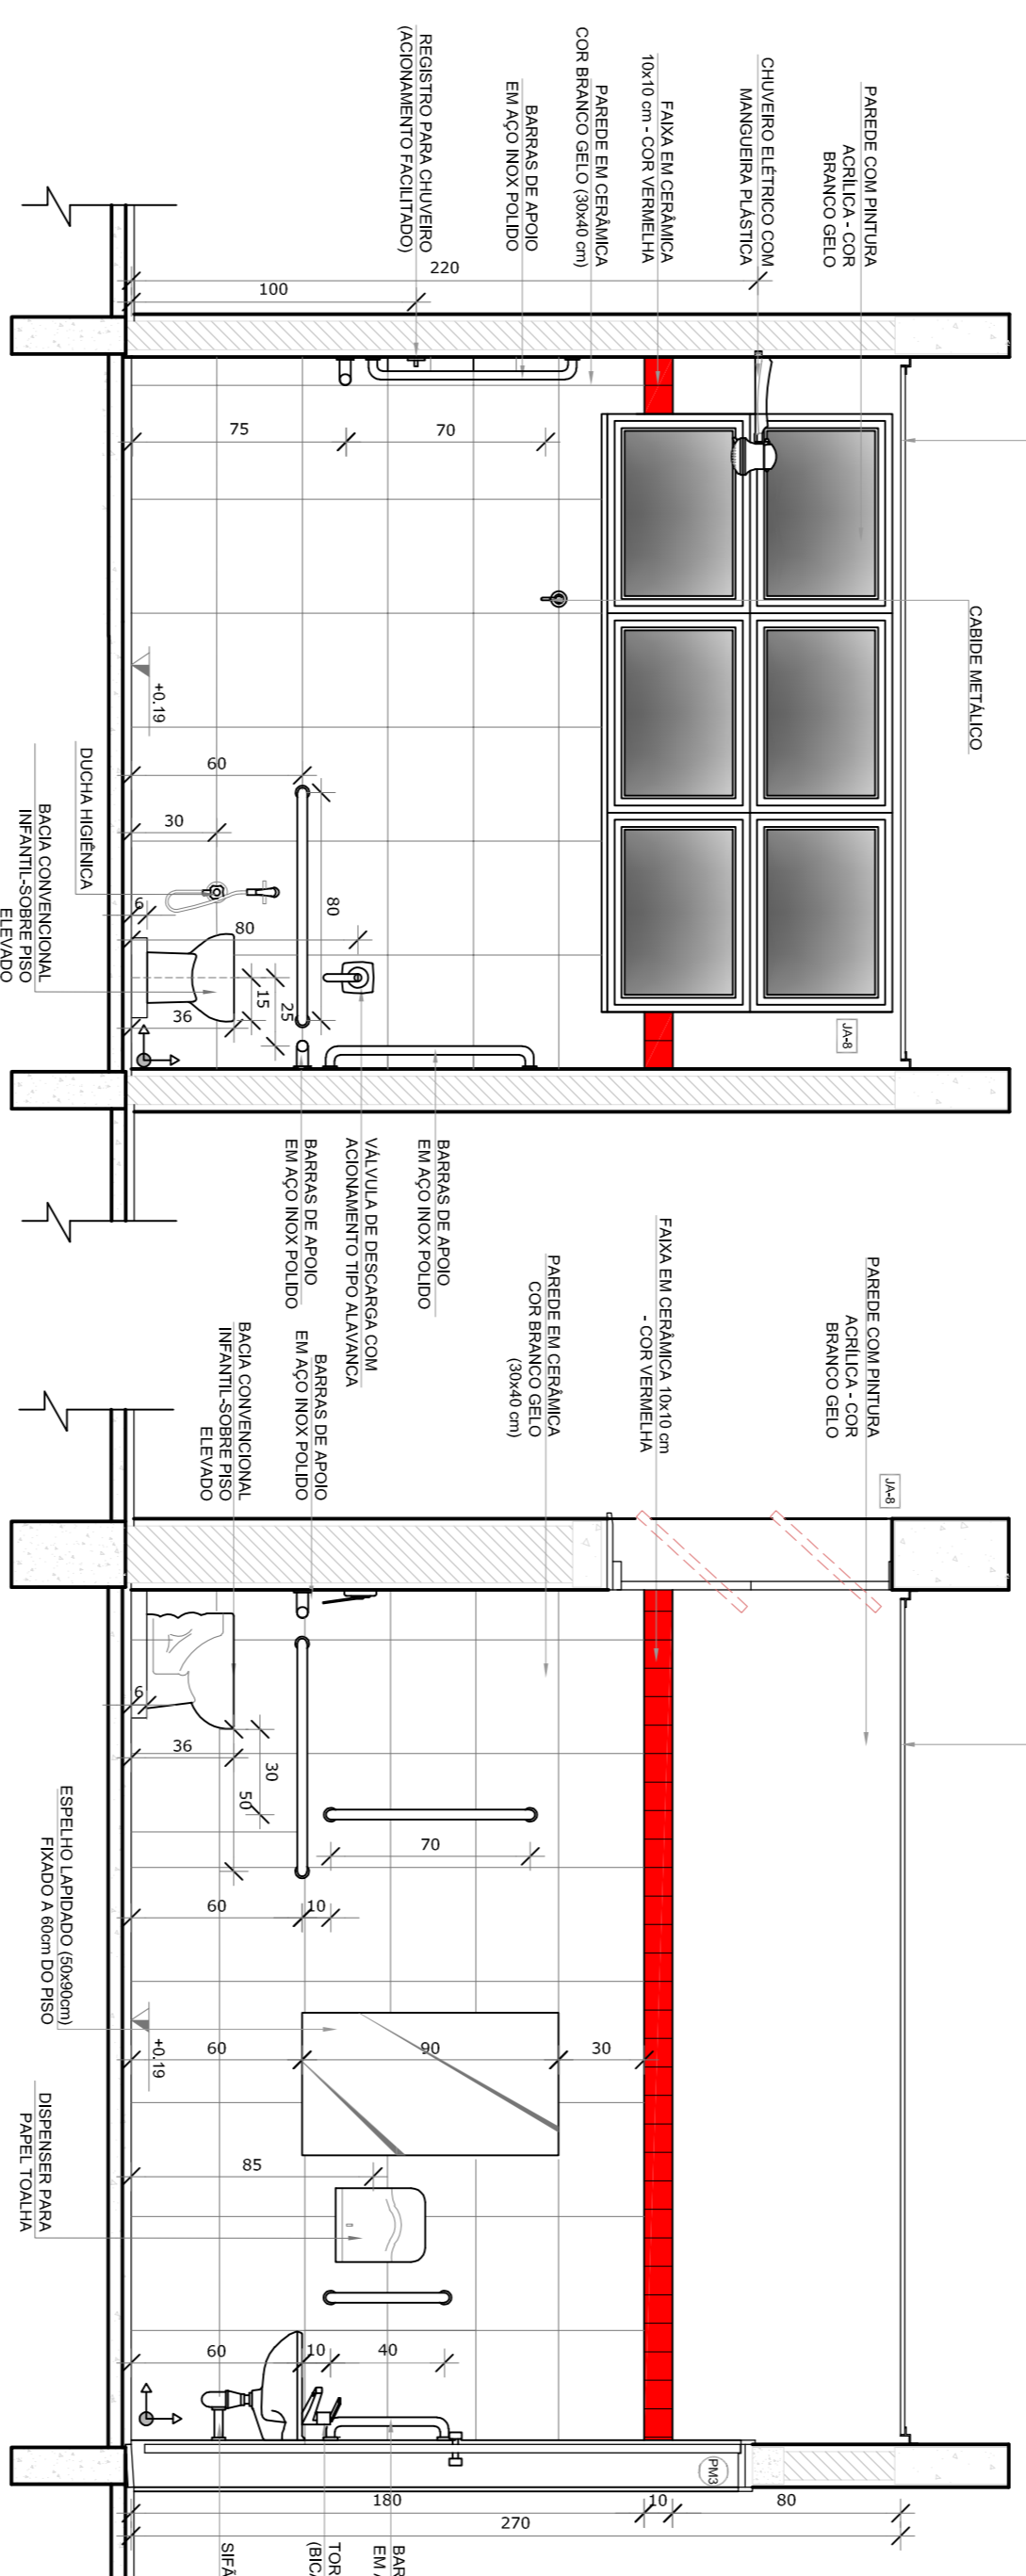 PAREDE COM PINTURA
ACRÍLICA - COR
BRANCO GELO
CHUVEIRO ELÉTRICO COM
MANGUEIRA PLÁSTICA
FAIXA EM CERÂMICA
10x10 cm - COR VERMELHA
PAREDE EM CERÂMICA
COR BRANCO GELO (30x40 cm)
BARRAS DE APOIO
EM AÇO INOX POLIDO
REGISTRO PARA CHUVEIRO
(ACIONAMENTO FACILITADO)
220
100
75
70
CABIDE METÁLICO
+0.19
60
30
80
6
80
15
25
36
DUCHA HIGIÊNICA
BACIA CONVENCIONAL
INFANTIL-SOBRE PISO
ELEVADO
JA-8
BARRAS DE APOIO
EM AÇO INOX POLIDO
VÁLVULA DE DESCARGA COM
ACIONAMENTO TIPO ALAVANCA
BARRAS DE APOIO
EM AÇO INOX POLIDO
PAREDE COM PINTURA
ACRÍLICA - COR
BRANCO GELO
FAIXA EM CERÂMICA 10x10 cm
- COR VERMELHA
PAREDE EM CERÂMICA
COR BRANCO GELO
(30x40 cm)
BARRAS DE APOIO
EM AÇO INOX POLIDO
BACIA CONVENCIONAL
INFANTIL-SOBRE PISO
ELEVADO
JA-8
6
36
30
50
70
60
10
ESPELHO LAPIDADO (50x90cm)
FIXADO A 60cm DO PISO
+0.19
60
90
30
85
DISPENSER PARA
PAPEL TOALHA
60
10
40
PM3
180
10
80
270
BAR
EM A
TOR
(BICA
SIFÃ